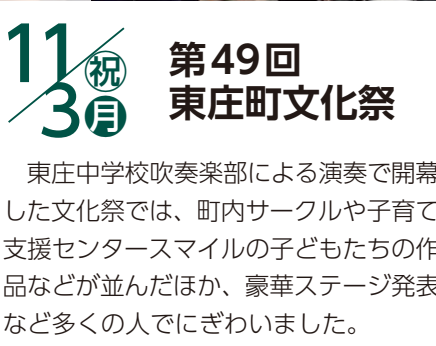 11/3 ㊗ ㊊
第49回
東庄町文化祭
東庄中学校吹奏楽部による演奏で開幕
した文化祭では、町内サークルや子育て
支援センタースマイルの子どもたちの作
品などが並んだほか、豪華ステージ発表
など多くの人でにぎわいました。